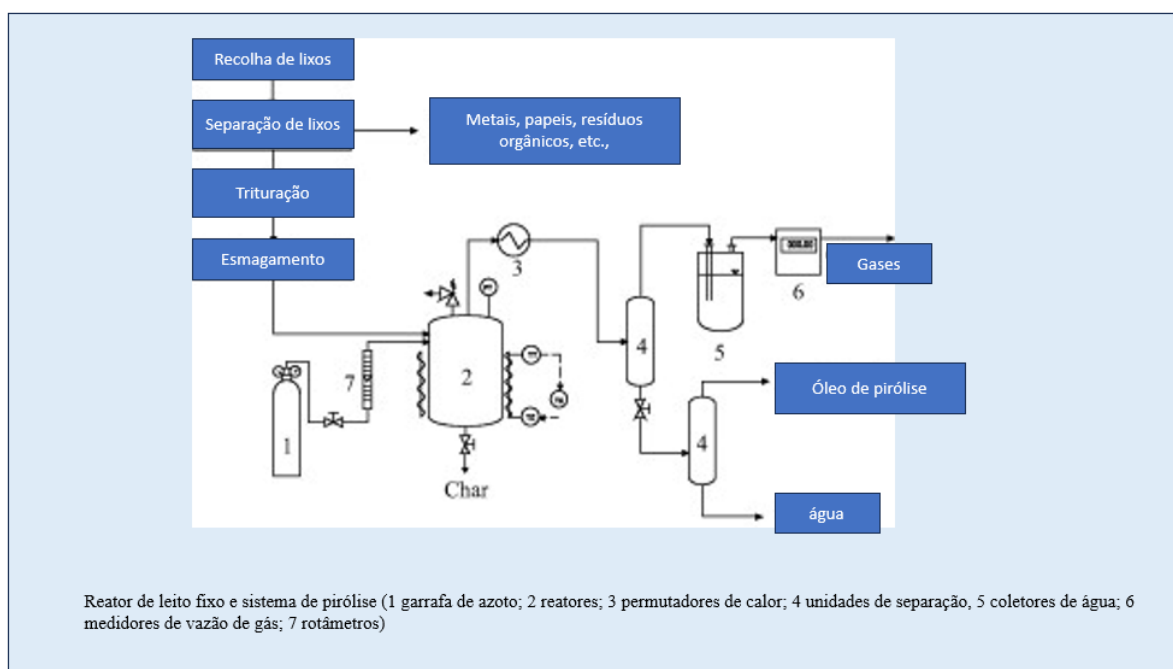 Recolha de lixos
Separação de lixos
Metais, papeis, resíduos
orgânicos, etc.,
Trituração
Esmagamento
3
Gases
6
5
4
2
7
1
Óleo de pirólise
4
Char
água
Reator de leito fixo e sistema de pirólise (1 garrafa de azoto; 2 reatores; 3 permutadores de calor; 4 unidades de separação, 5 coletores de água; 6
medidores de vazão de gás; 7 rotâmetros)